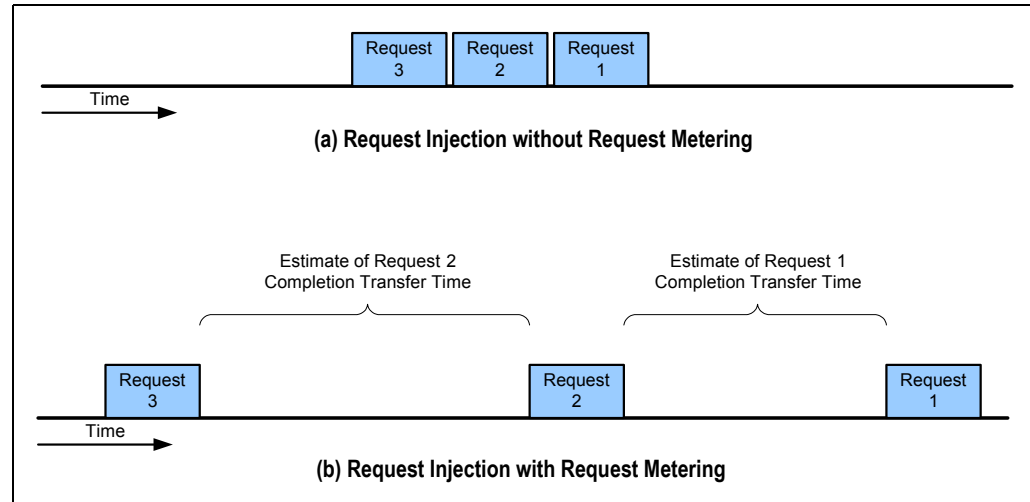 Request
3
Request
2
Request
1
Time
(a) Request Injection without Request Metering
Estimate of Request 2
Completion Transfer Time
Estimate of Request 1
Completion Transfer Time
Request
3
Request
2
Request
1
Time
(b) Request Injection with Request Metering